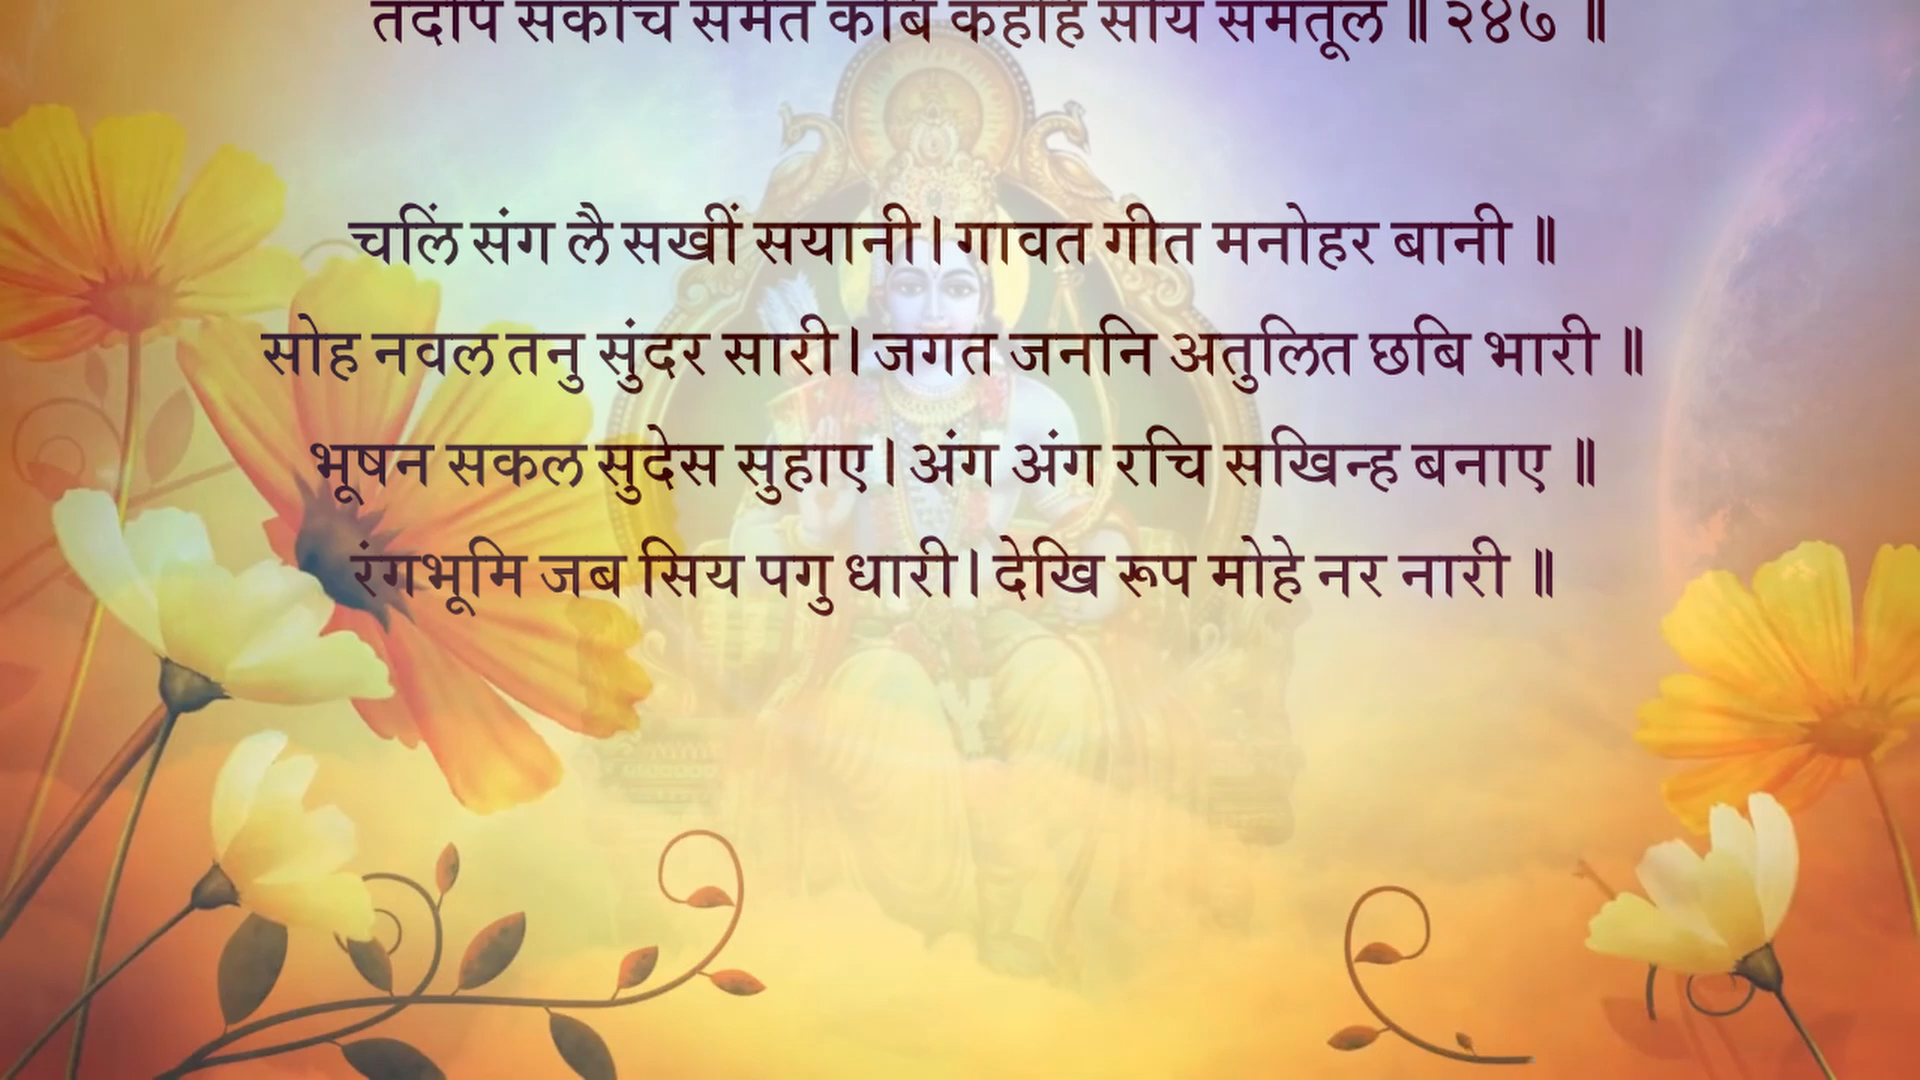 तदपि सकोच समेत कबि कहहिं सीय समतूल ॥ २४७ ॥
चलिं संग लै सखीं सयानी। गावत गीत मनोहर बानी ॥
सोह नवल तनु सुंदर सारी। जगत जननि अतुलित छबि भारी ॥
भूषन सकल सुदेस सुहाए। अंग अंग रचि सखिन्ह बनाए ॥
रंगभूमि जब सिय पगु धारी। देखि रूप मोहे नर नारी ॥